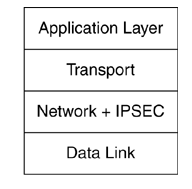 Application Layer
Transport
Network + IPSEC
Data Link